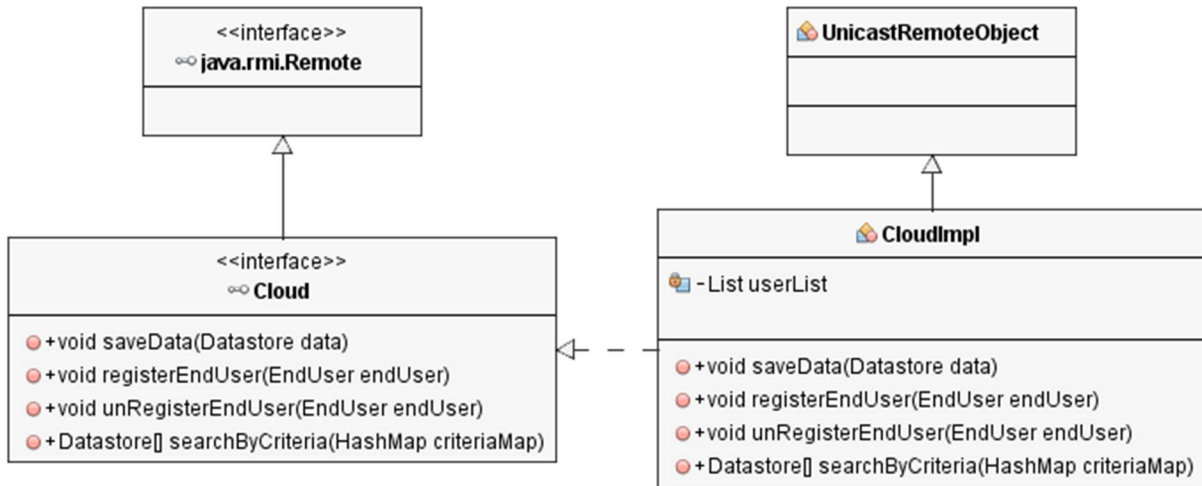 <<interface>>
java.rmi.Remote
UnicastRemoteObject
<<interface>>
Cloud
+void saveData(Datastore data)
+void registerEndUser(EndUser endUser)
+void unRegisterEndUser(EndUser endUser)
+Datastore[] searchByCriteria(HashMap criteriaMap)
CloudImpl
-List userList
+void saveData(Datastore data)
+void registerEndUser(EndUser endUser)
+void unRegisterEndUser(EndUser endUser)
+Datastore[] searchByCriteria(HashMap criteriaMap)